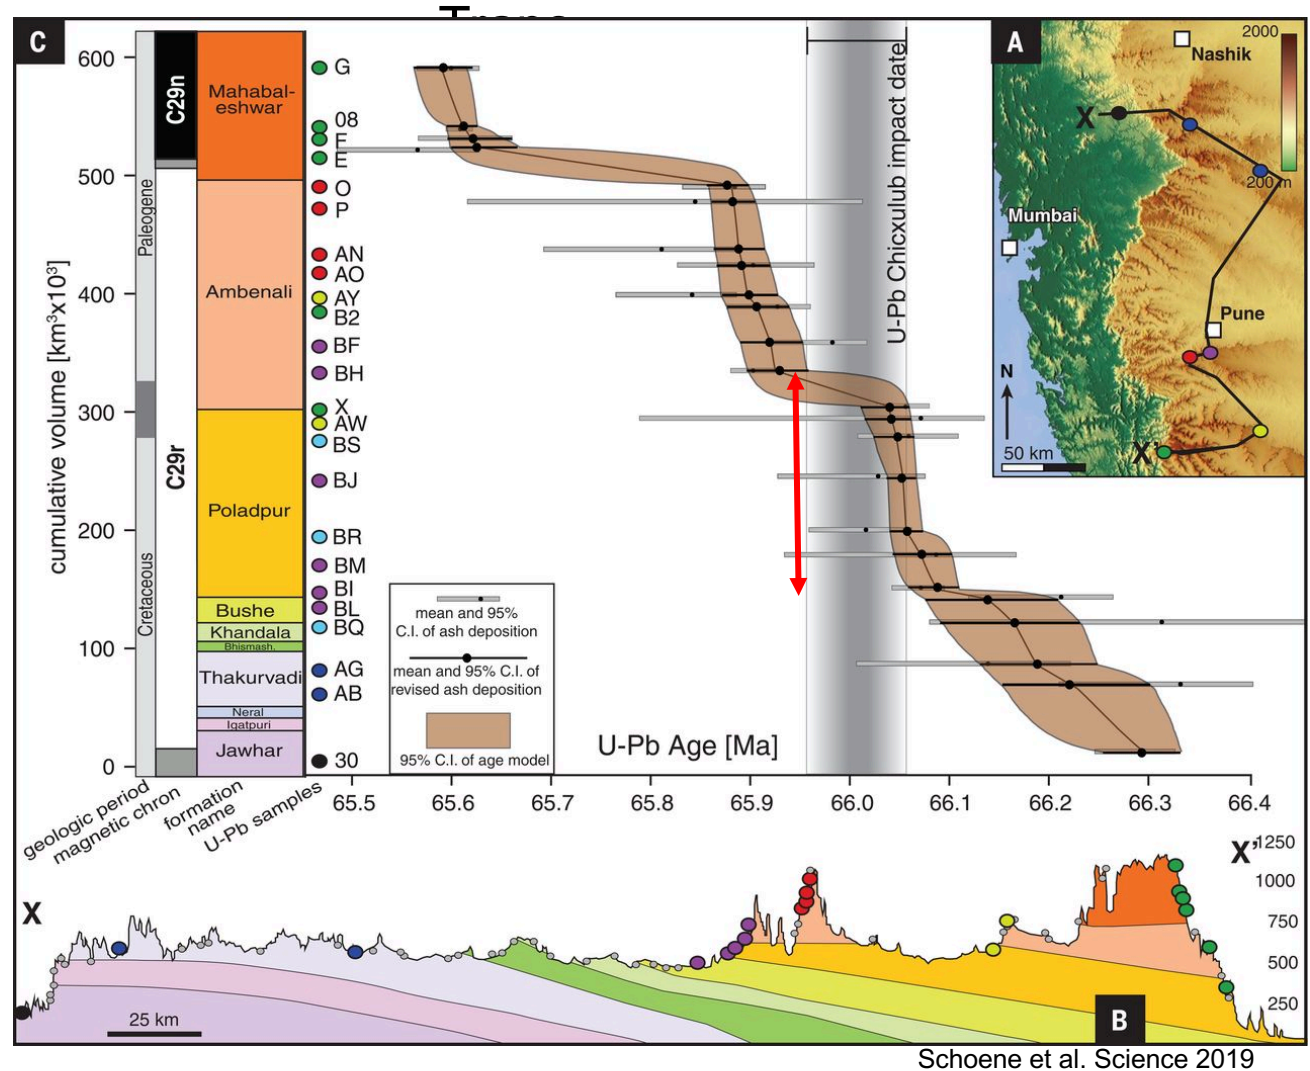 C
600
500
400
300
200
100
0
cumulative volume [km³x10³]
Paleogene
Cretaceous
C29n
C29r
Mahabal-
eshwar
Ambenali
Poladpur
Bushe
Khandala
Bhismash.
Thakurvadi
Neral
Igatpuri
Jawhar
G
08
F
E
O
P
AN
AO
AY
B2
BF
BH
X
AW
BS
BJ
BR
BM
BI
BL
BQ
AG
AB
30
geologic period
magnetic chron
formation
name
U-Pb samples
mean and 95%
C.I. of ash deposition
mean and 95% C.I. of
revised ash deposition
95% C.I. of age model
U-Pb Chicxulub impact date
U-Pb Age [Ma]
65.5 65.6 65.7 65.8 65.9 66.0 66.1 66.2 66.3 66.4
A
Nashik
2000
200 m
X
Mumbai
Pune
N
50 km
X'
X
X'
1250
1000
750
500
250
25 km
B
Schoene et al. Science 2019